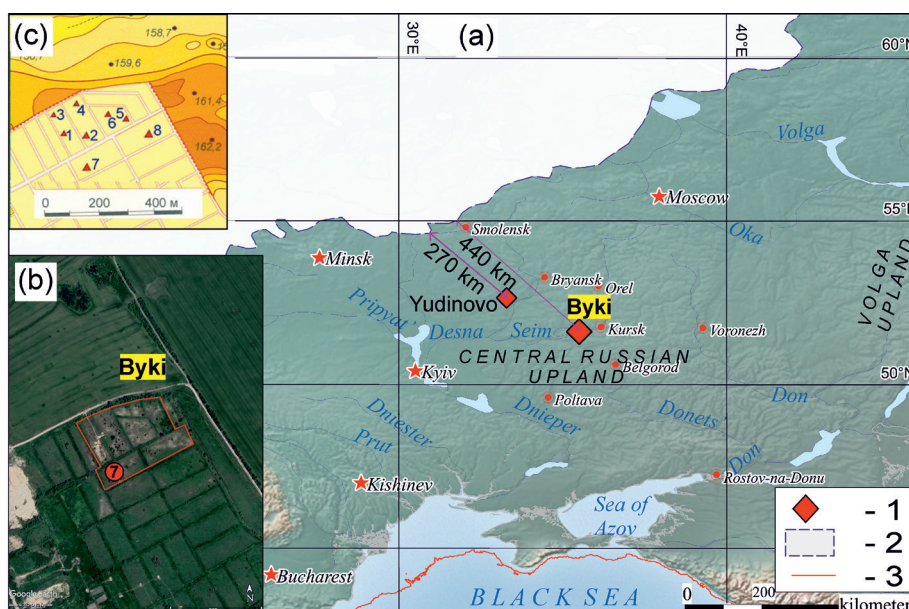 (c)
158,7
159,6
161,4
162,2
4
3
5
6
1
2
8
7
0 200 400 м
(b)
Byki
7
Google earth
N
(a)
30°E
40°E
60°N
55°N
50°N
Volga
Moscow
Oka
Smolensk
Minsk
440 km
270 km
Bryansk
Orel
Yudinovo
Byki
VOLGA
UPLAND
Pripyat'
Desna
Seim
Kursk
Voronezh
CENTRAL RUSSIAN
UPLAND
Belgorod
Kyiv
Poltava
Dnieper
Donets
Don
Dniester
Prut
Don
Kishinev
Rostov-na-Donu
Sea of
Azov
Bucharest
BLACK SEA
- 1
- 2
- 3
0 200
kilometer